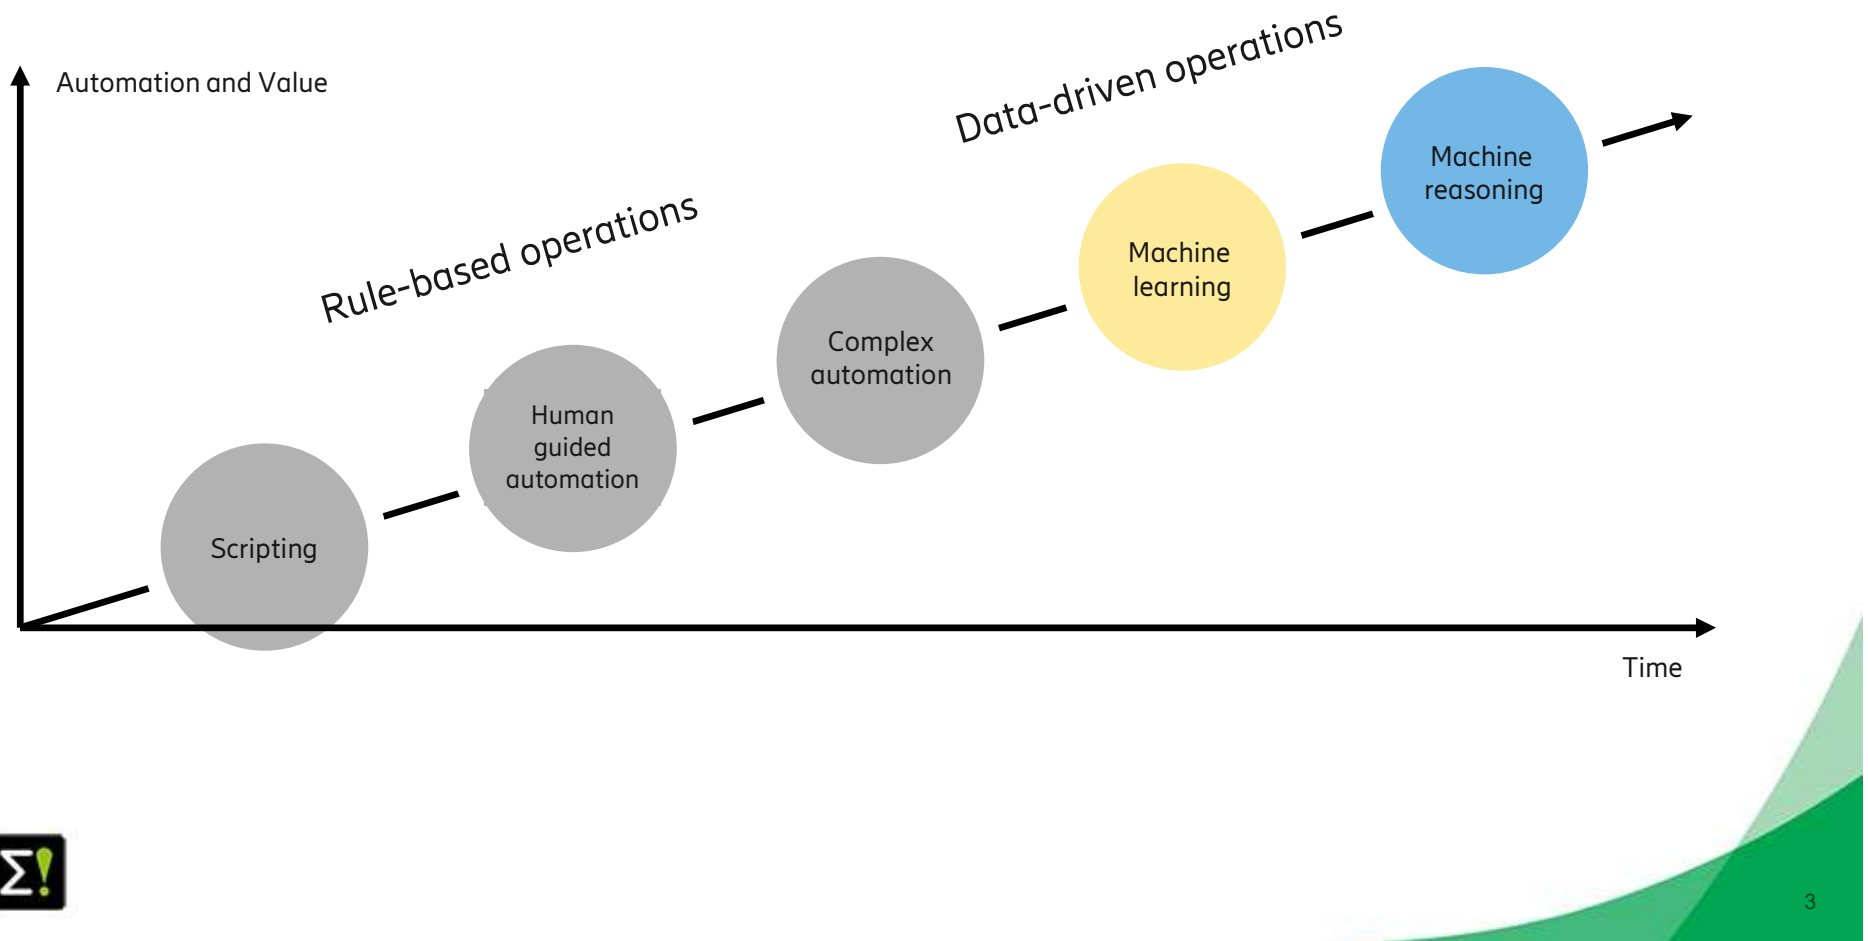 Automation and Value
Rule-based operations
Data-driven operations
Scripting
Human
guided
automation
Complex
automation
Machine
learning
Machine
reasoning
Time
Σ!
3